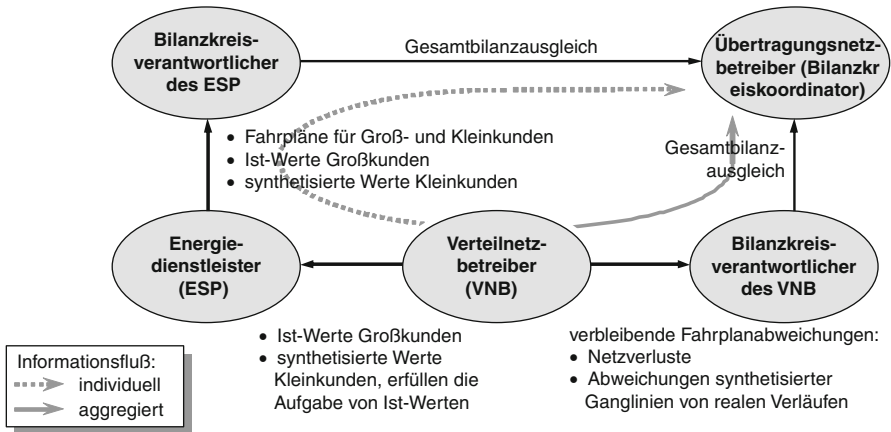 Bilanzkreis-
verantwortlicher
des ESP
Gesamtbilanzausgleich
Übertragungsnetz-
betreiber (Bilanzkr
eiskoordinator)
• Fahrpläne für Groß- und Kleinkunden
• Ist-Werte Großkunden
• synthetisierte Werte Kleinkunden
Gesamtbilanz-
ausgleich
Energie-
dienstleister
(ESP)
Verteilnetz-
betreiber
(VNB)
Bilanzkreis-
verantwortlicher
des VNB
• Ist-Werte Großkunden
• synthetisierte Werte
Kleinkunden, erfüllen die
Aufgabe von Ist-Werten
verbleibende Fahrplanabweichungen:
• Netzverluste
• Abweichungen synthetisierter
Ganglinien von realen Verläufen
Informationsfluß:
individuell
aggregiert